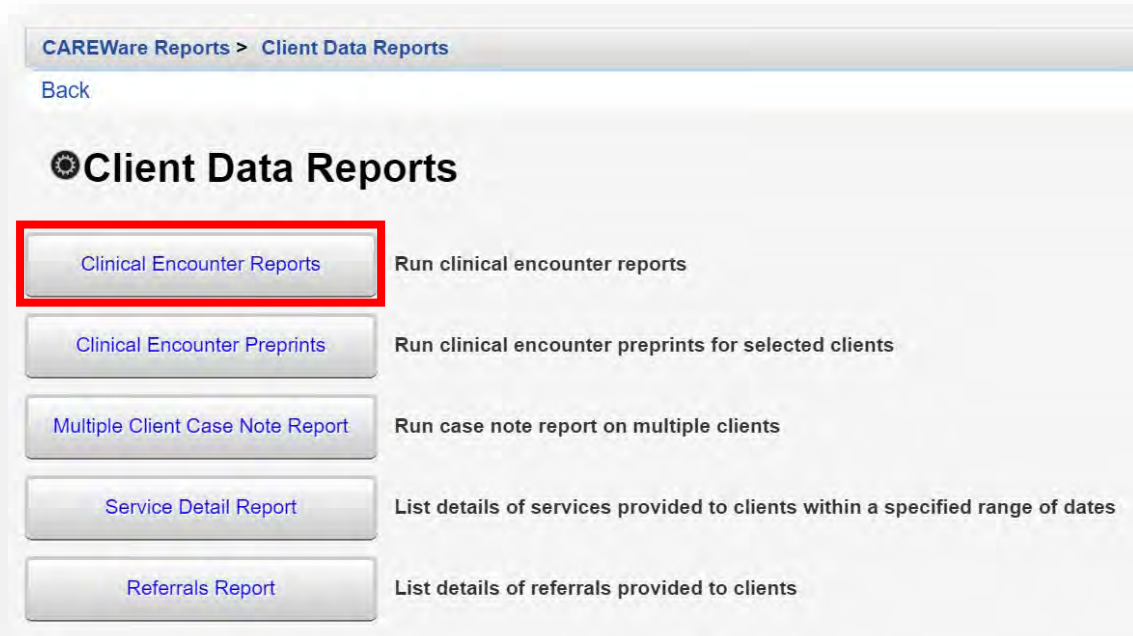 CAREWare Reports > Client Data Reports
Back
Client Data Reports
Clinical Encounter Reports Run clinical encounter reports
Clinical Encounter Preprints Run clinical encounter preprints for selected clients
Multiple Client Case Note Report Run case note report on multiple clients
Service Detail Report List details of services provided to clients within a specified range of dates
Referrals Report List details of referrals provided to clients